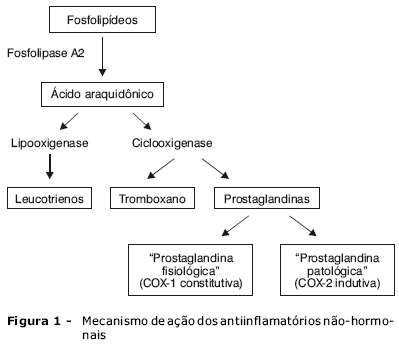 Fosfolipídeos
Fosfolipase A2
Ácido araquidônico
Lipooxigenase
Ciclooxigenase
Leucotrienos
Tromboxano
Prostaglandinas
“Prostaglandina
fisiológica”
(COX-1 constitutiva)
“Prostaglandina
patológica”
(COX-2 indutiva)
Figura 1 - Mecanismo de ação dos antiinflamatórios não-hormo-
nais